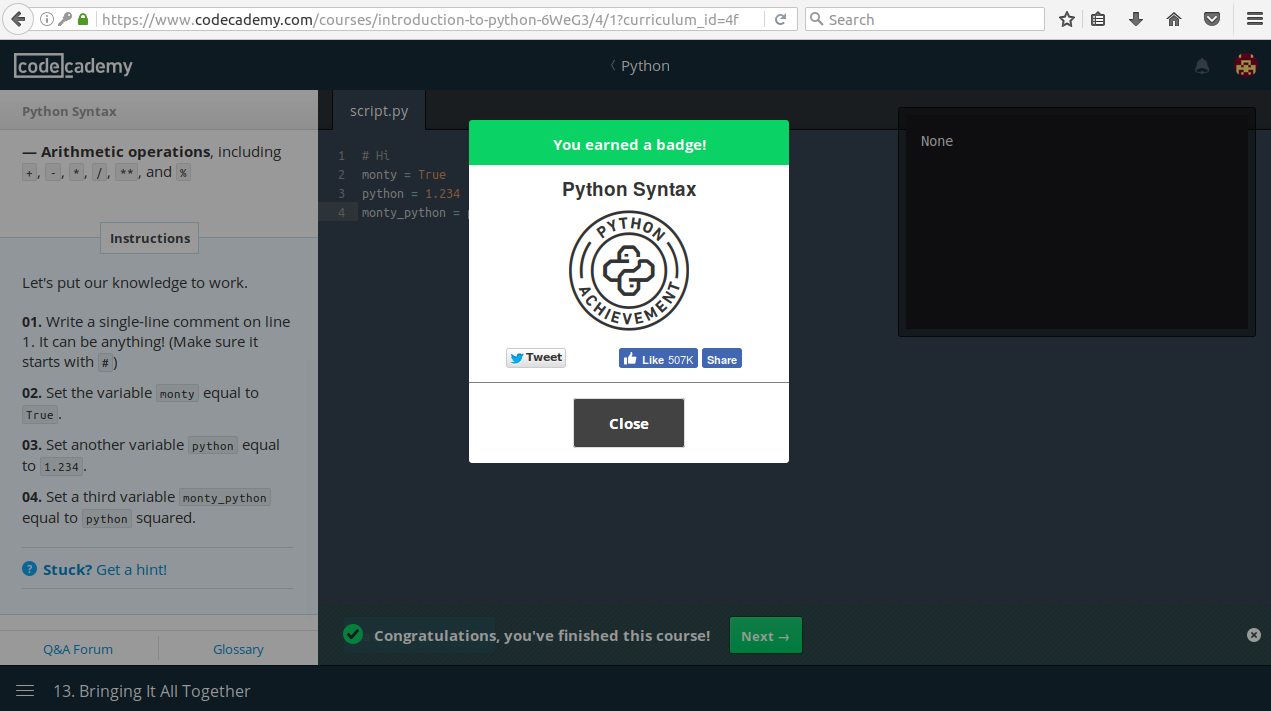 https://www.codecademy.com/courses/introduction-to-python-6WeG3/4/1?curriculum_id=4f
Search
codecademy
Python
Python Syntax
— Arithmetic operations, including
+, -, *, /, **, and %
Instructions
Let's put our knowledge to work.
01. Write a single-line comment on line
1. It can be anything! (Make sure it
starts with #)
02. Set the variable monty equal to
True.
03. Set another variable python equal
to 1.234.
04. Set a third variable monty_python
equal to python squared.
? Stuck? Get a hint!
Q&A Forum
Glossary
script.py
1 # Hi
2 monty = True
3 python = 1.234
4 monty_python =
You earned a badge!
Python Syntax
PYTHON
ACHIEVEMENT
Tweet
Like 507K
Share
Close
None
Congratulations, you've finished this course!
Next →
13. Bringing It All Together